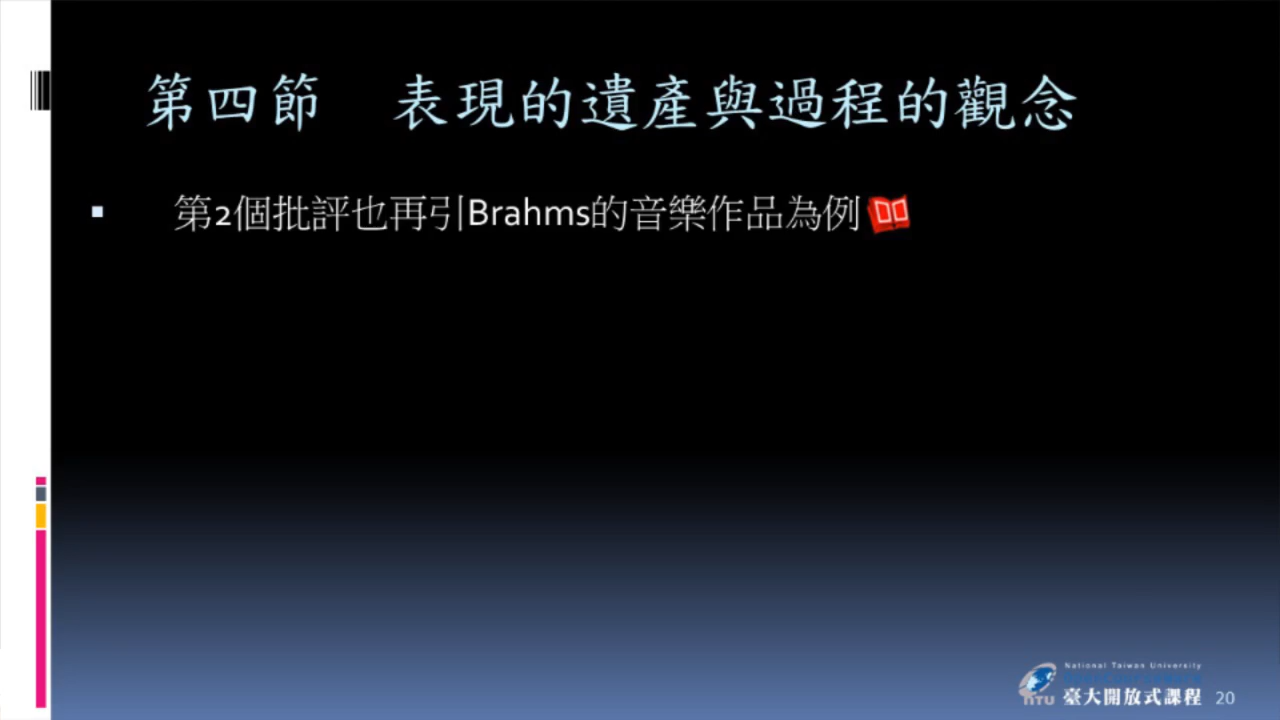 第四節　表現的遺產與過程的觀念
第2個批評也再引Brahms的音樂作品為例
National Taiwan University
OpenCourseWare
NTU 臺大開放式課程 20